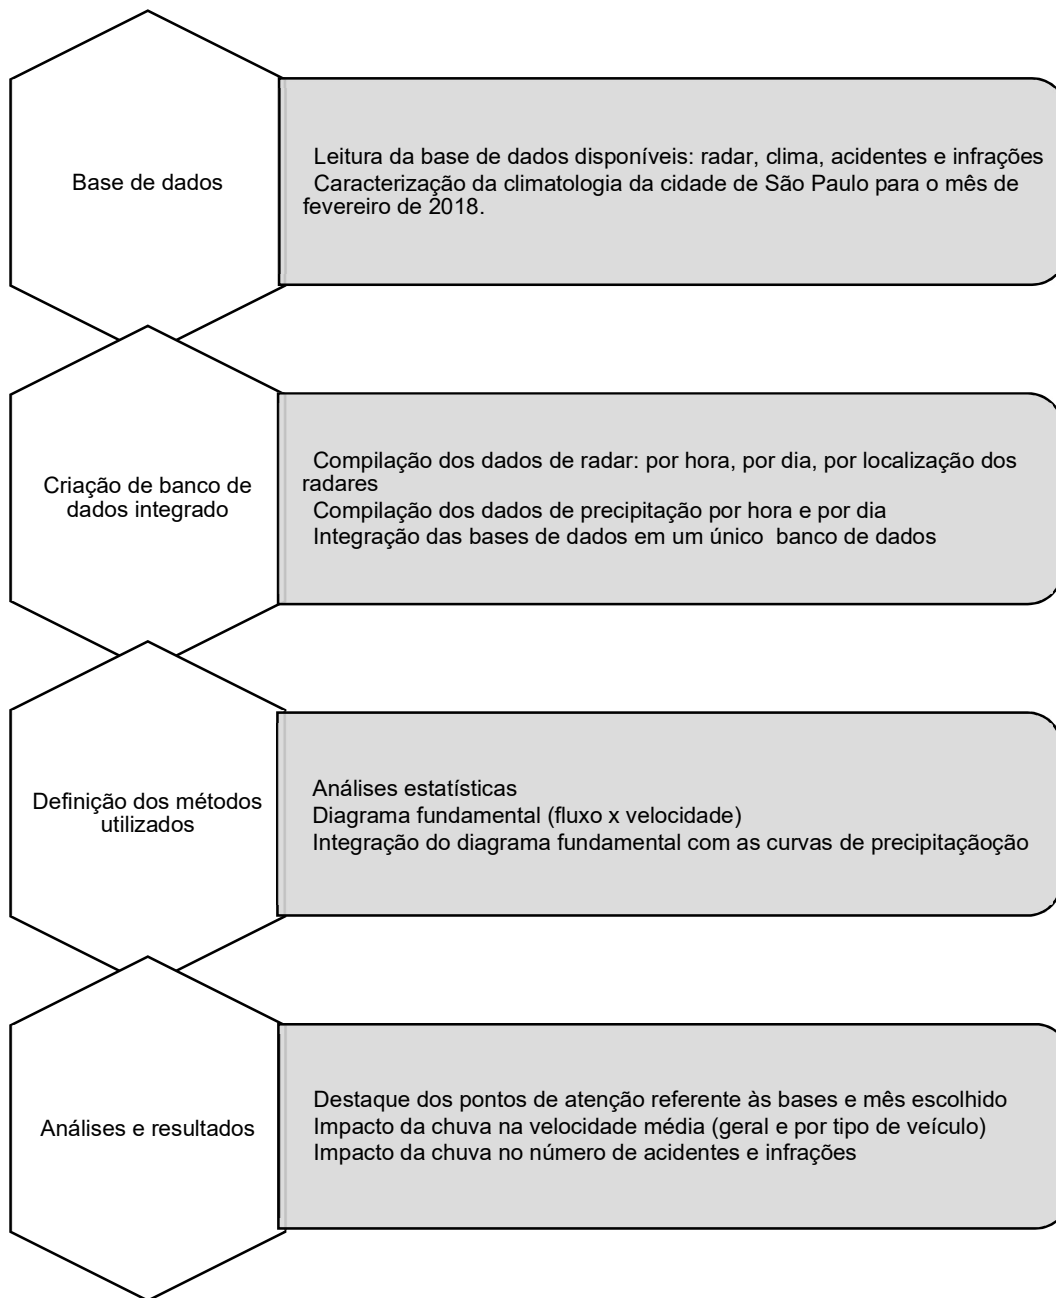 Base de dados
Leitura da base de dados disponíveis: radar, clima, acidentes e infrações
Caracterização da climatologia da cidade de São Paulo para o mês de
fevereiro de 2018.
Criação de banco de
dados integrado
Compilação dos dados de radar: por hora, por dia, por localização dos
radares
Compilação dos dados de precipitação por hora e por dia
Integração das bases de dados em um único banco de dados
Definição dos métodos
utilizados
Análises estatísticas
Diagrama fundamental (fluxo x velocidade)
Integração do diagrama fundamental com as curvas de precipitaçãoção
Análises e resultados
Destaque dos pontos de atenção referente às bases e mês escolhido
Impacto da chuva na velocidade média (geral e por tipo de veículo)
Impacto da chuva no número de acidentes e infrações